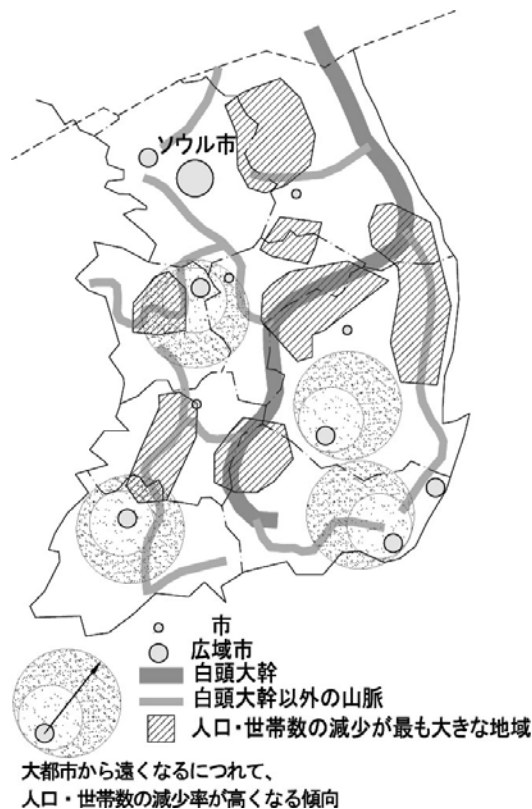 ソウル市
市
広域市
白頭大幹
白頭大幹以外の山脈
人口・世帯数の減少が最も大きな地域
大都市から遠くなるにつれて、
人口・世帯数の減少率が高くなる傾向